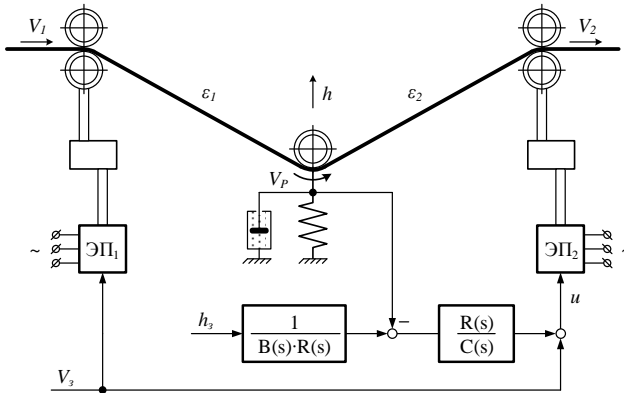 V₁
V₂
ε₁
h
ε₂
V_P
~ ЭП₁
ЭП₂ ~
u
h_з
1
B(s)·R(s)
−
R(s)
C(s)
V_з